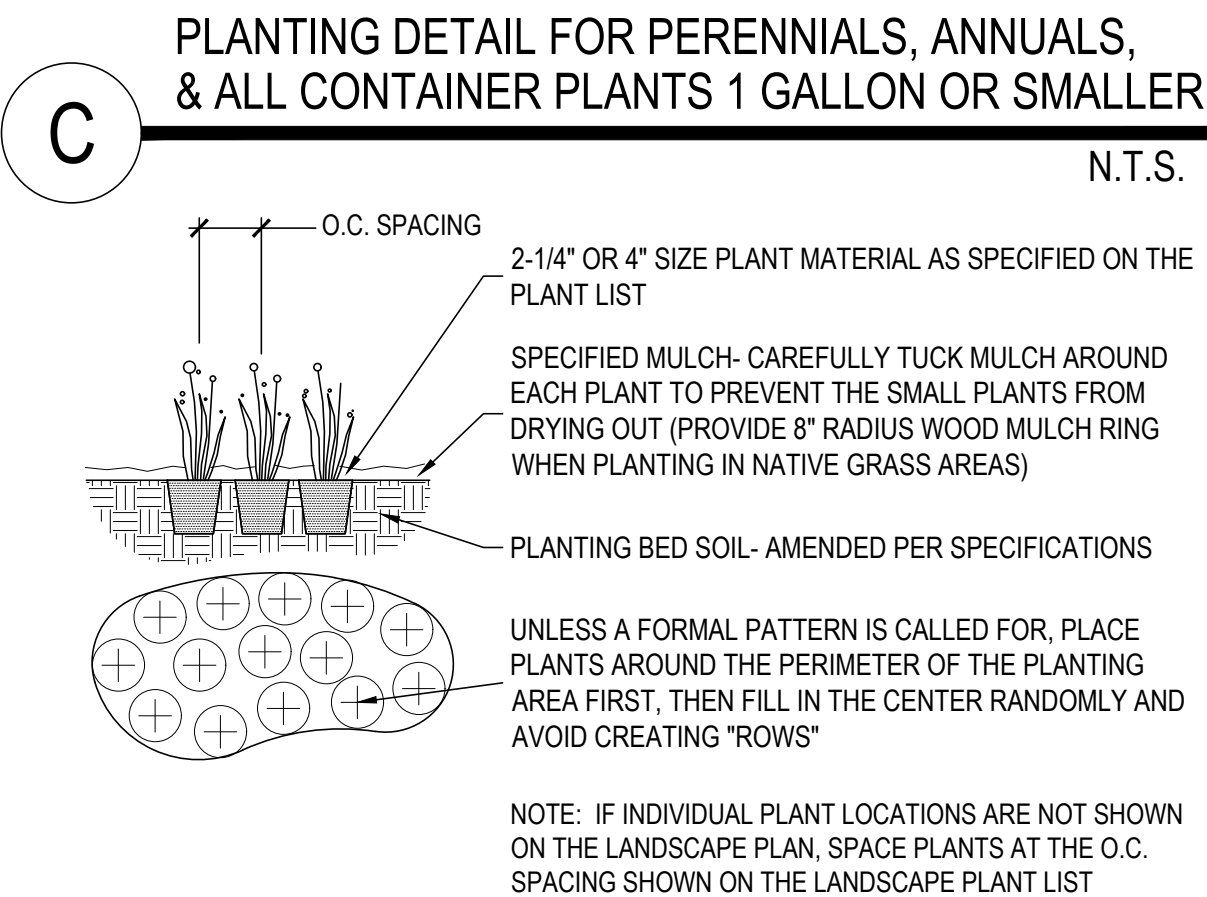 C
PLANTING DETAIL FOR PERENNIALS, ANNUALS,
& ALL CONTAINER PLANTS 1 GALLON OR SMALLER
N.T.S.
O.C. SPACING
2-1/4" OR 4" SIZE PLANT MATERIAL AS SPECIFIED ON THE
PLANT LIST
SPECIFIED MULCH- CAREFULLY TUCK MULCH AROUND
EACH PLANT TO PREVENT THE SMALL PLANTS FROM
DRYING OUT (PROVIDE 8" RADIUS WOOD MULCH RING
WHEN PLANTING IN NATIVE GRASS AREAS)
PLANTING BED SOIL- AMENDED PER SPECIFICATIONS
UNLESS A FORMAL PATTERN IS CALLED FOR, PLACE
PLANTS AROUND THE PERIMETER OF THE PLANTING
AREA FIRST, THEN FILL IN THE CENTER RANDOMLY AND
AVOID CREATING "ROWS"
NOTE: IF INDIVIDUAL PLANT LOCATIONS ARE NOT SHOWN
ON THE LANDSCAPE PLAN, SPACE PLANTS AT THE O.C.
SPACING SHOWN ON THE LANDSCAPE PLANT LIST